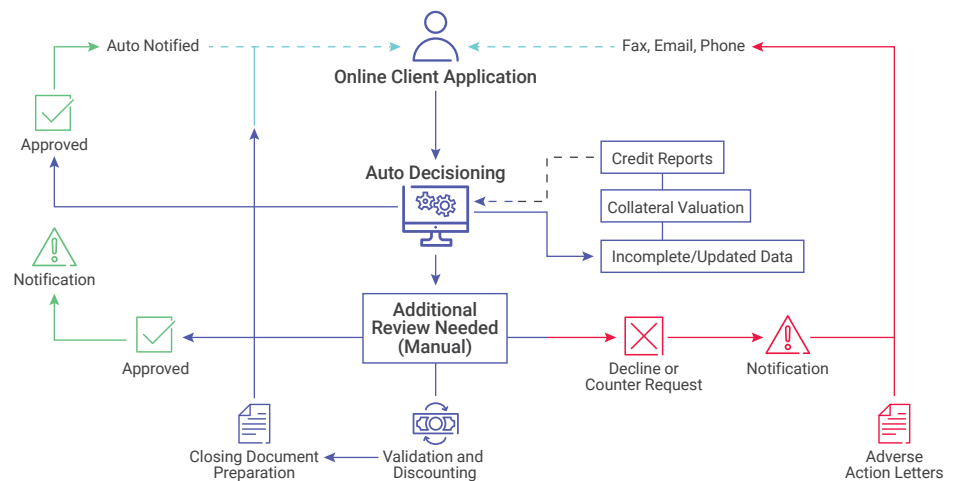 Auto Notified
Fax, Email, Phone
Online Client Application
Approved
Auto Decisioning
Credit Reports
Collateral Valuation
Incomplete/Updated Data
Notification
Additional
Review Needed
(Manual)
Approved
Decline or
Counter Request
Notification
Closing Document
Preparation
Validation and
Discounting
Adverse
Action Letters